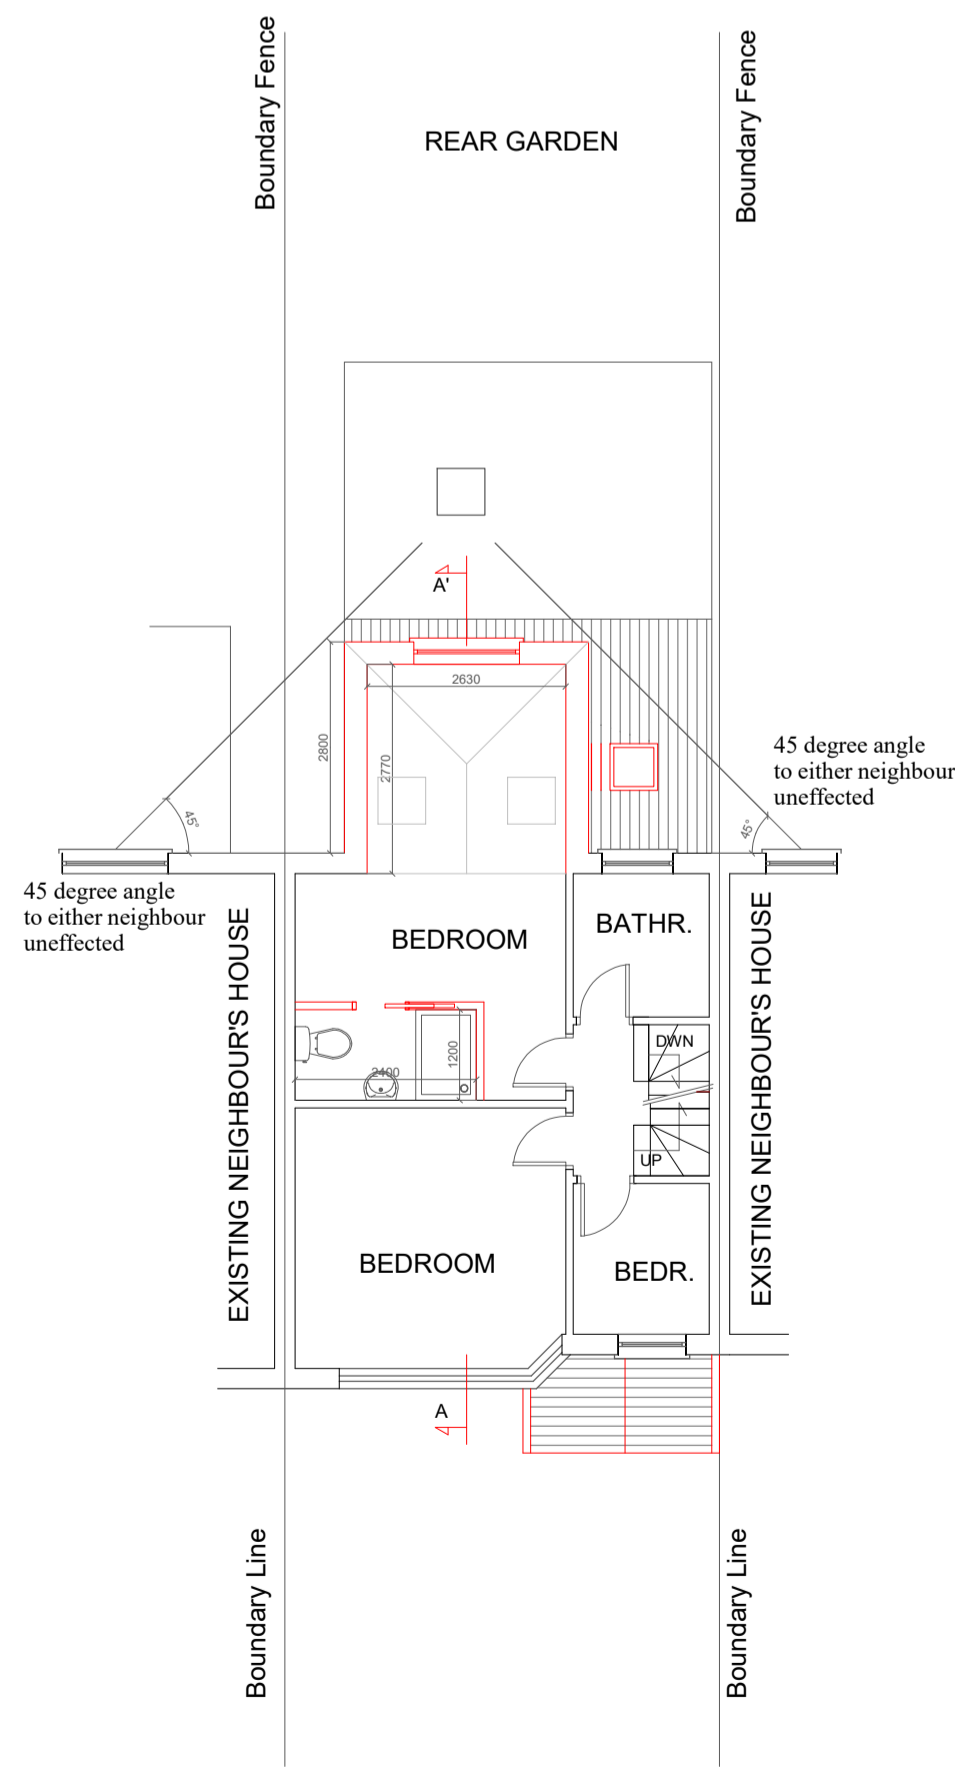 Boundary Fence
Boundary Fence
REAR GARDEN
A'
2630
2800
2770
45 degree angle
to either neighbour
uneffected
45°
45°
45 degree angle
to either neighbour
uneffected
EXISTING NEIGHBOUR'S HOUSE
BEDROOM
BATHR.
EXISTING NEIGHBOUR'S HOUSE
DWN
1200
2400
UP
BEDROOM
BEDR.
A
Boundary Line
Boundary Line